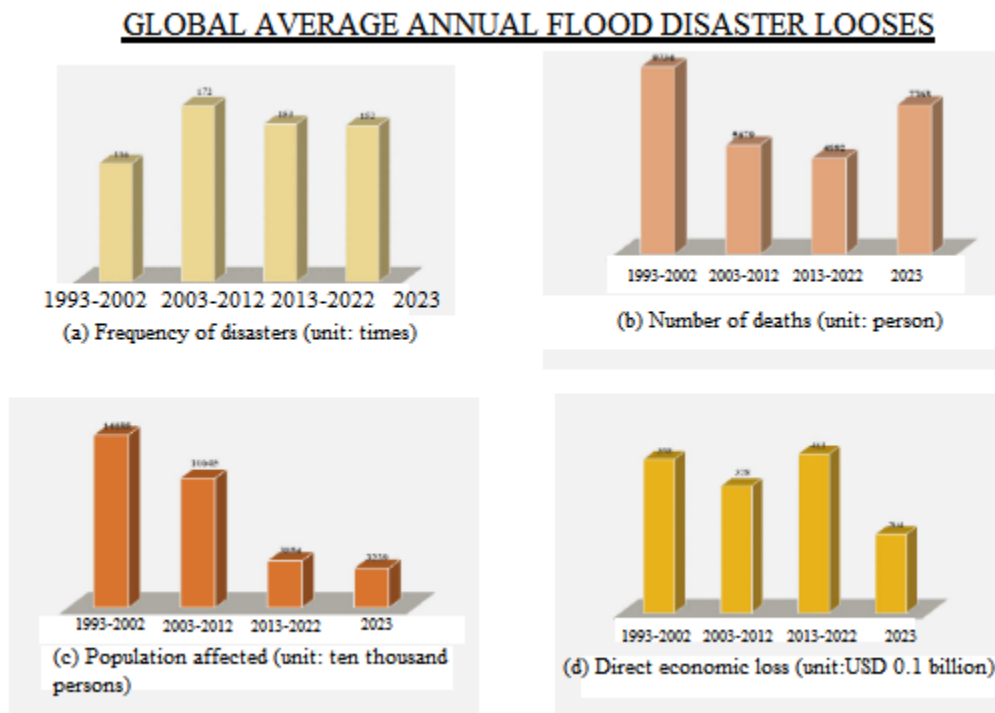 GLOBAL AVERAGE ANNUAL FLOOD DISASTER LOOSES
172
152
1993-2002 2003-2012 2013-2022 2023
(a) Frequency of disasters (unit: times)
1993-2002 2003-2012 2013-2022 2023
(b) Number of deaths (unit: person)
1993-2002 2003-2012 2013-2022 2023
(c) Population affected (unit: ten thousand
persons)
1993-2002 2003-2012 2013-2022 2023
(d) Direct economic loss (unit:USD 0.1 billion)